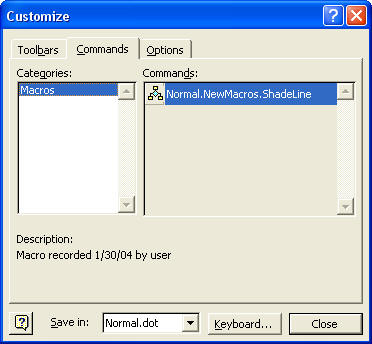 Customize
Toolbars Commands Options
Categories: Commands:
Macros Normal.NewMacros.ShadeLine
Description:
Macro recorded 1/30/04 by user
Save in: Normal.dot Keyboard... Close